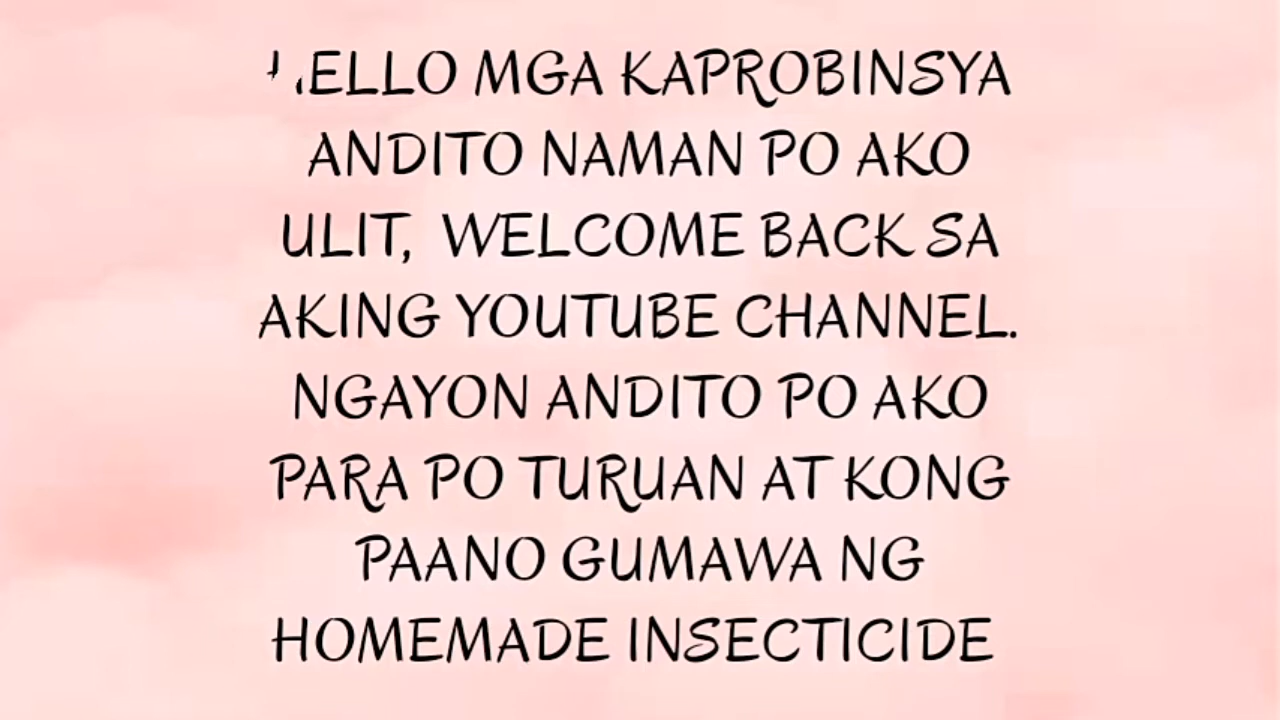 HELLO MGA KAPROBINSYA
ANDITO NAMAN PO AKO
ULIT, WELCOME BACK SA
AKING YOUTUBE CHANNEL.
NGAYON ANDITO PO AKO
PARA PO TURUAN AT KONG
PAANO GUMAWA NG
HOMEMADE INSECTICIDE